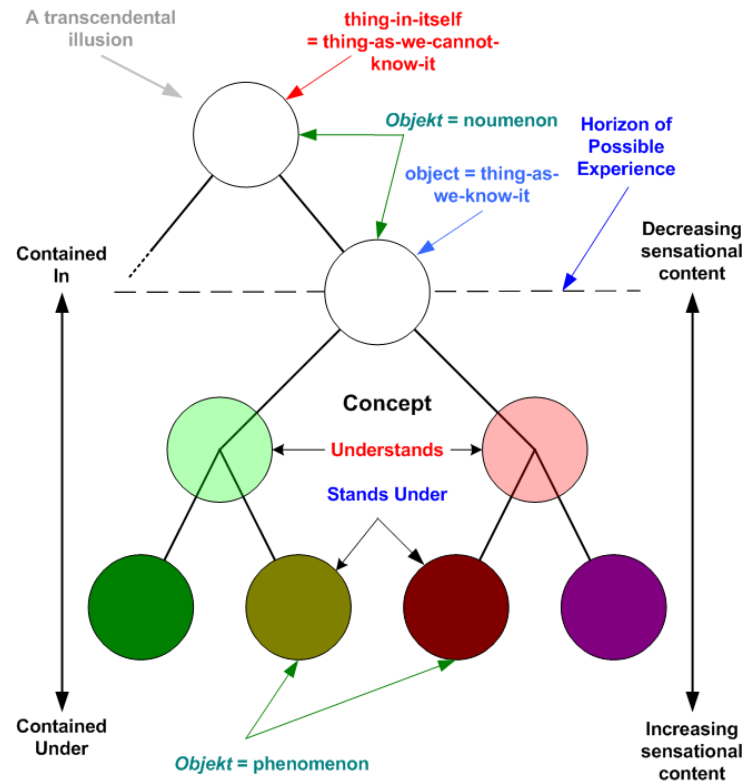 A transcendental
illusion
thing-in-itself
= thing-as-we-cannot-
know-it
Objekt = noumenon
object = thing-as-
we-know-it
Horizon of
Possible
Experience
Contained
In
Decreasing
sensational
content
Concept
Understands
Stands Under
Contained
Under
Objekt = phenomenon
Increasing
sensational
content